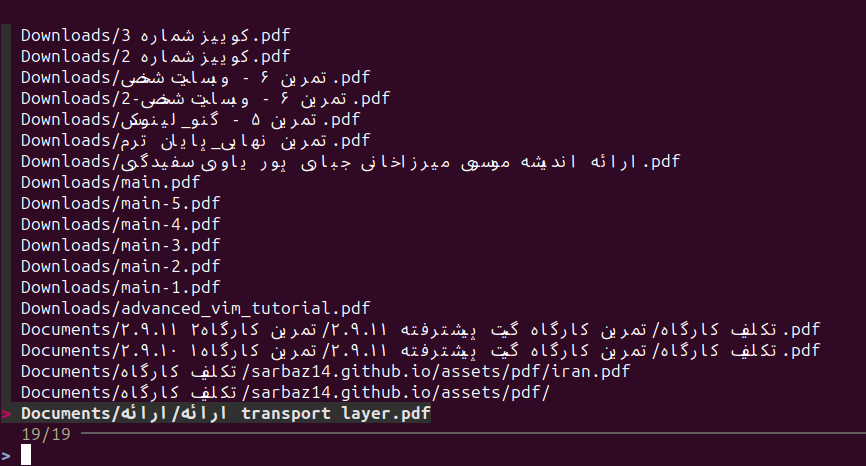 Downloads/کوییز شماره 3.pdf
Downloads/کوییز شماره 2.pdf
Downloads/تمرین ۶ - وبسایت شخصی.pdf
Downloads/تمرین ۶ - وبسایت شخصی-2.pdf
Downloads/تمرین ۵ - گنو_لینوکس.pdf
Downloads/تمرین نهایی_پایان ترم.pdf
Downloads/ارائه اندیشه موسوی میرزاخانی جباری پور یاوری سفیدگری.pdf
Downloads/main.pdf
Downloads/main-5.pdf
Downloads/main-4.pdf
Downloads/main-3.pdf
Downloads/main-2.pdf
Downloads/main-1.pdf
Downloads/advanced_vim_tutorial.pdf
Documents/تکلیف کارگاه/تمرین کارگاه گیت پیشترفته ۲.۹.۱۱/تمرین کارگاه۲ ۲.۹.۱۱.pdf
Documents/تکلیف کارگاه/تمرین کارگاه گیت پیشترفته ۲.۹.۱۱/تمرین کارگاه۱ ۲.۹.۱۰.pdf
Documents/تکلیف کارگاه/sarbaz14.github.io/assets/pdf/iran.pdf
Documents/تکلیف کارگاه/sarbaz14.github.io/assets/pdf/
> Documents/ارائه/ارائه transport layer.pdf
19/19
>